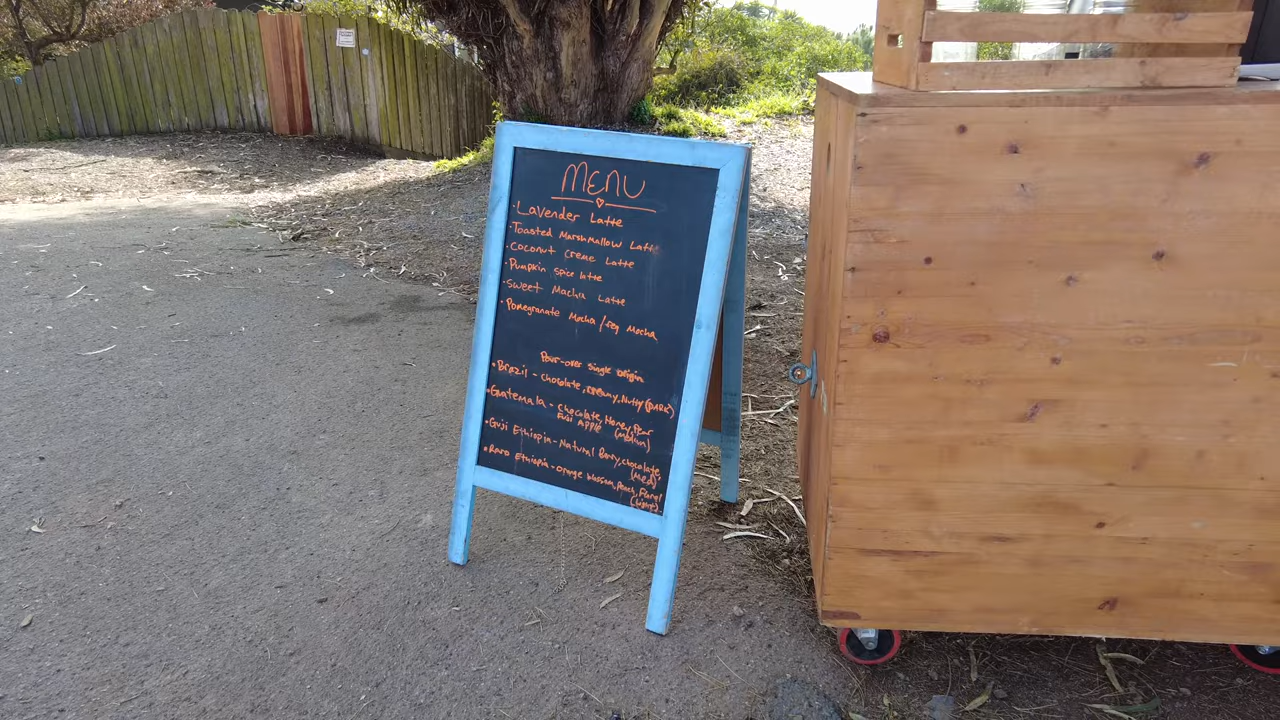 MENU
· Lavender Latte
· Toasted Marshmallow Latte
· Coconut Creme Latte
· Pumpkin spice latte
· Sweet Macha Latte
· Pomegranate Mocha / reg Mocha
Pour-over single origin
· Brazil - chocolate, creamy, Nutty (DARK)
· Guatemala - Chocolate, Honey, Pear
Fuji Apple (Medium)
· Guji Ethiopia - Natural Berry, chocolate,
(Med)
· Raro Ethiopia - orange blossom, peach, Floral
(Light)